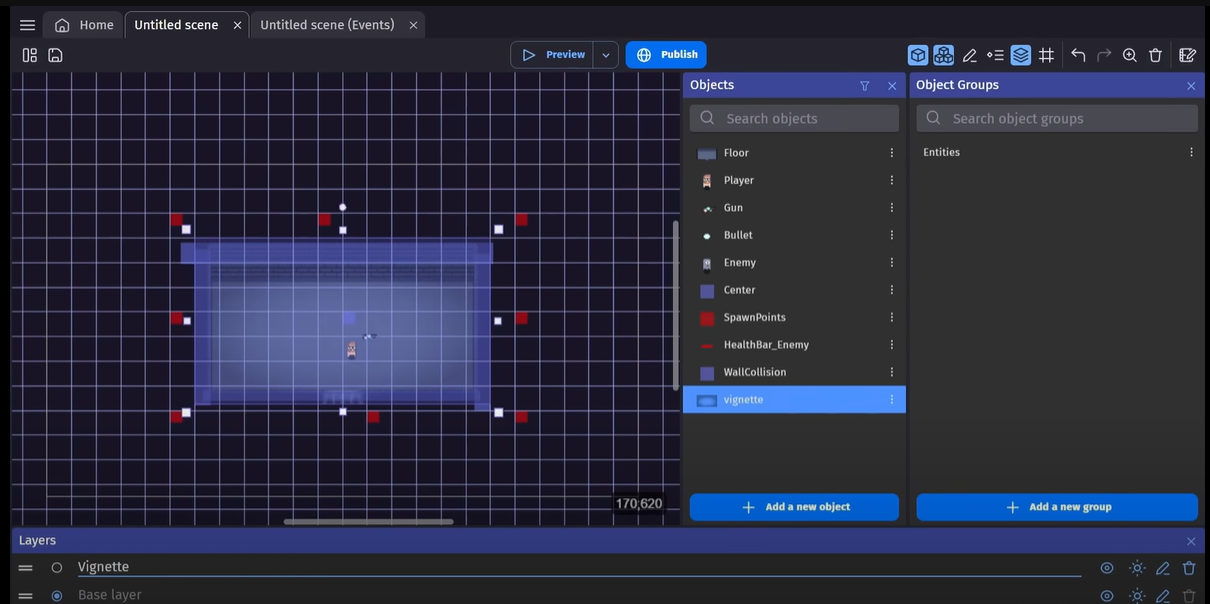 Home
Untitled scene
Untitled scene (Events)
Preview
Publish
Objects
Search objects
Floor
Player
Gun
Bullet
Enemy
Center
SpawnPoints
HealthBar_Enemy
WallCollision
vignette
Add a new object
Object Groups
Search object groups
Entities
Add a new group
170;620
Layers
Vignette
Base layer